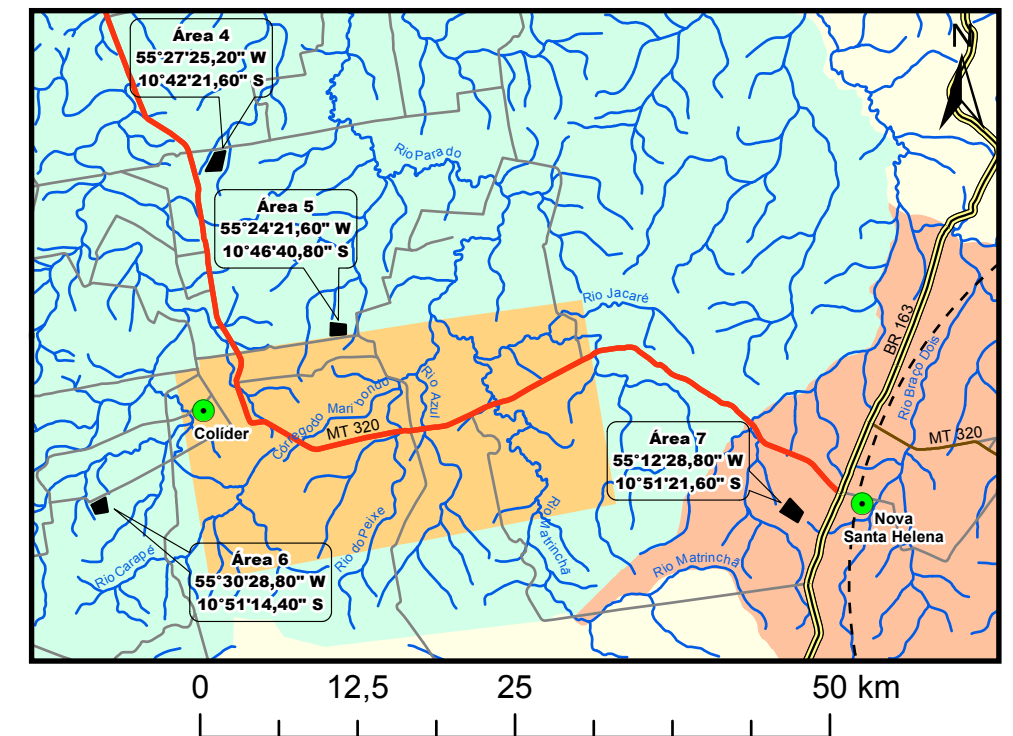 Área 4
55°27'25,20" W
10°42'21,60" S
N
Rio Parado
Área 5
55°24'21,60" W
10°46'40,80" S
Rio Jacaré
BR 163
Rio Braço Dois
Rio Azul
Córrego do Maribondo
Colíder
MT 320
MT 320
Área 7
55°12'28,80" W
10°51'21,60" S
Nova
Santa Helena
Rio Matrinchã
Rio do Peixe
Rio Carapé
Área 6
55°30'28,80" W
10°51'14,40" S
Rio Matrinchã
0 12,5 25 50 km